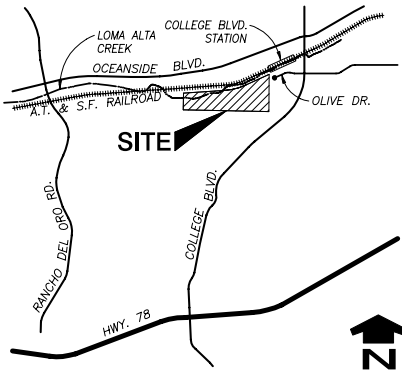 COLLEGE BLVD.
STATION
LOMA ALTA
CREEK
OCEANSIDE BLVD.
A.T. & S.F. RAILROAD
OLIVE DR.
SITE
RANCHO DEL ORO RD.
COLLEGE BLVD.
HWY. 78
N